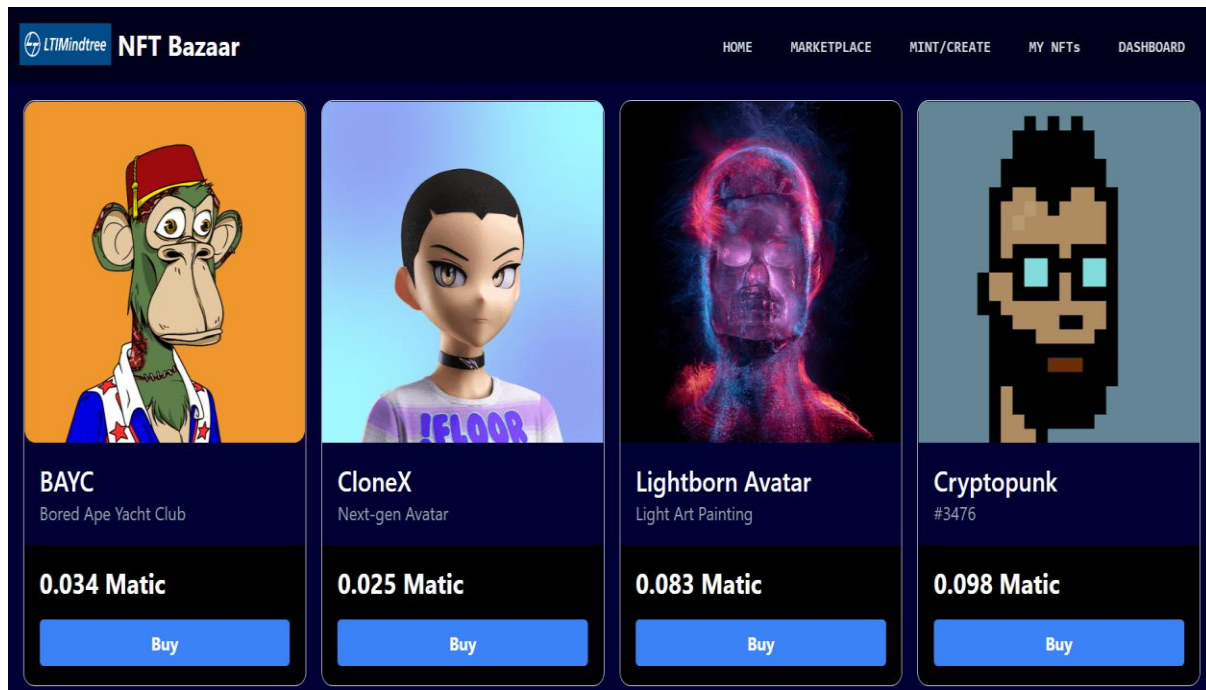 LTIMindtree NFT Bazaar
HOME MARKETPLACE MINT/CREATE MY NFTs DASHBOARD
!FLOOR
BAYC
Bored Ape Yacht Club
0.034 Matic
Buy
CloneX
Next-gen Avatar
0.025 Matic
Buy
Lightborn Avatar
Light Art Painting
0.083 Matic
Buy
Cryptopunk
#3476
0.098 Matic
Buy